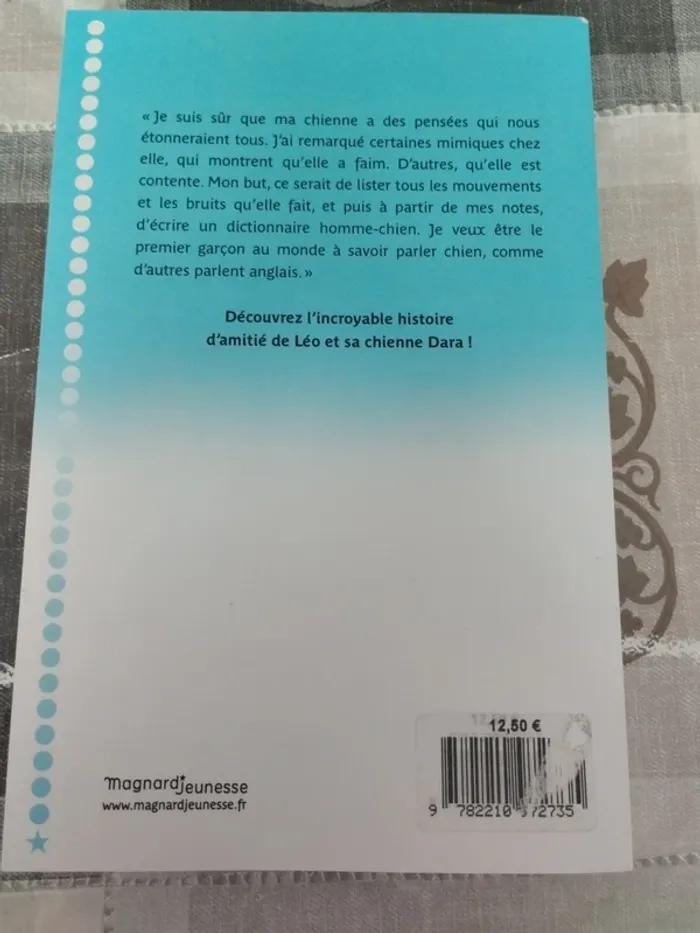 « Je suis sûr que ma chienne a des pensées qui nous
étonneraient tous. J'ai remarqué certaines mimiques chez
elle, qui montrent qu'elle a faim. D'autres, qu'elle est
contente. Mon but, ce serait de lister tous les mouvements
et les bruits qu'elle fait, et puis à partir de mes notes,
d'écrire un dictionnaire homme-chien. Je veux être le
premier garçon au monde à savoir parler chien, comme
d'autres parlent anglais. »
Découvrez l'incroyable histoire
d'amitié de Léo et sa chienne Dara !
12,50 €
magnard jeunesse
www.magnardjeunesse.fr
9 782210 972735